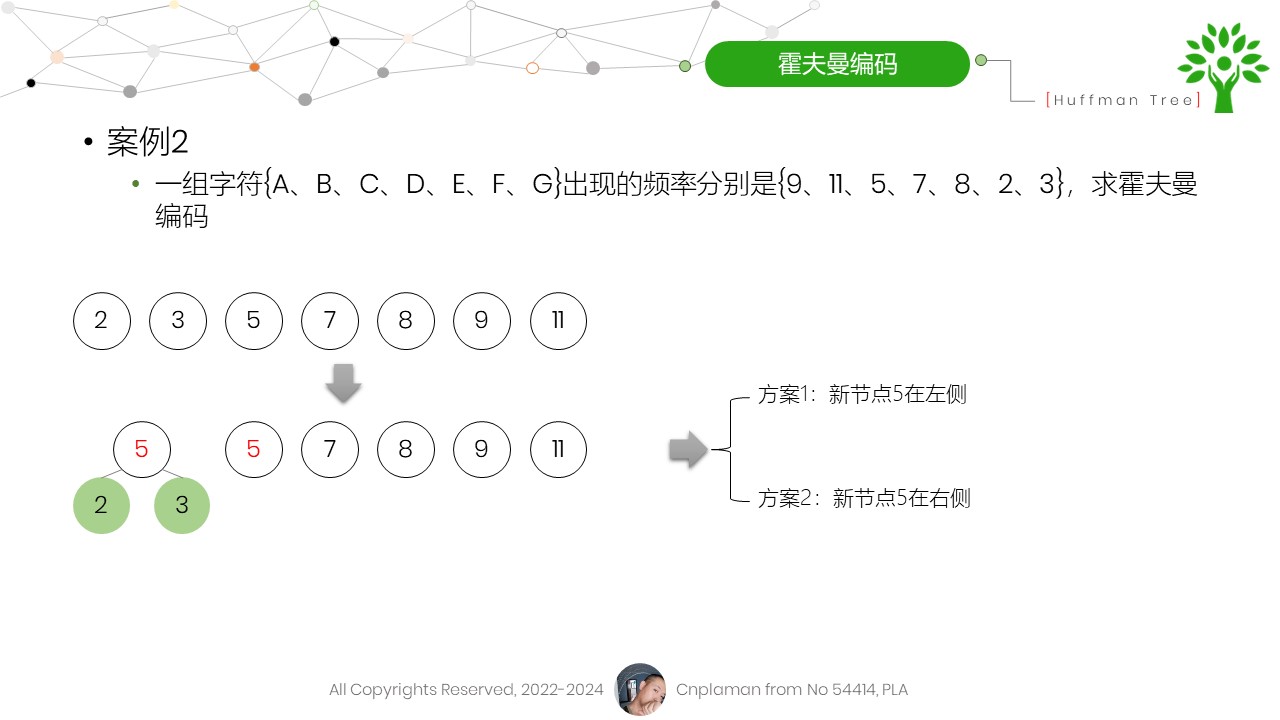 霍夫曼编码
[Huffman Tree]
• 案例2
• 一组字符{A、B、C、D、E、F、G}出现的频率分别是{9、11、5、7、8、2、3}，求霍夫曼
编码
2 3 5 7 8 9 11
方案1：新节点5在左侧
5 5 7 8 9 11
2 3
方案2：新节点5在右侧
All Copyrights Reserved, 2022-2024 Cnplaman from No 54414, PLA